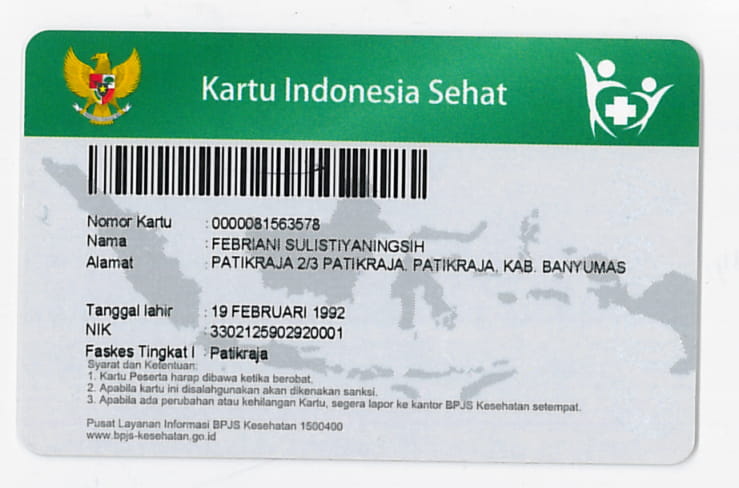 Kartu Indonesia Sehat
Nomor Kartu : 0000081563578
Nama : FEBRIANI SULISTIYANINGSIH
Alamat : PATIKRAJA 2/3 PATIKRAJA. PATIKRAJA. KAB. BANYUMAS
Tanggal lahir : 19 FEBRUARI 1992
NIK : 3302125902920001
Faskes Tingkat I : Patikraja
Syarat dan Ketentuan:
1. Kartu Peserta harap dibawa ketika berobat.
2. Apabila kartu ini disalahgunakan akan dikenakan sanksi.
3. Apabila ada perubahan atau kehilangan Kartu, segera lapor ke kantor BPJS Kesehatan setempat.
Pusat Layanan Informasi BPJS Kesehatan 1500400
www.bpjs-kesehatan.go.id